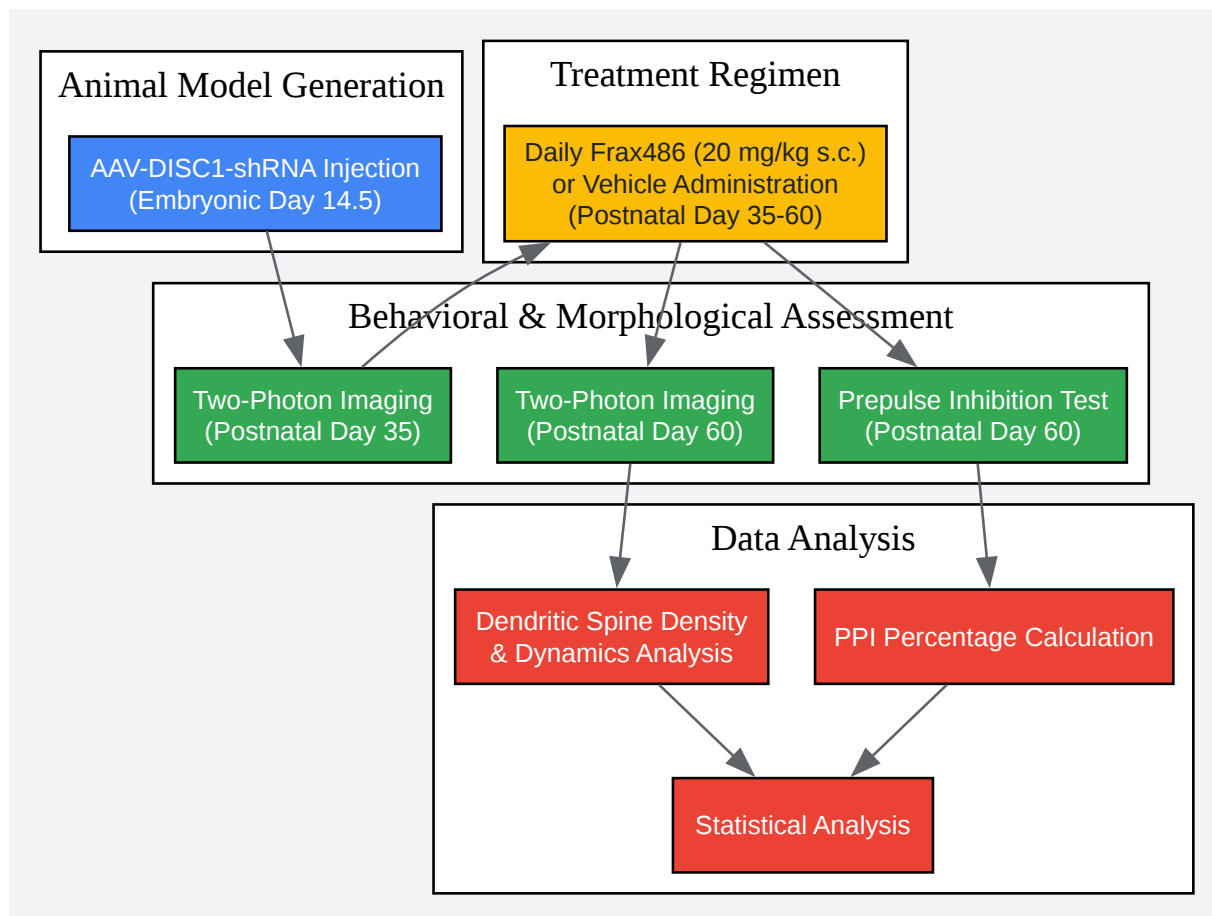 Animal Model Generation
AAV-DISC1-shRNA Injection
(Embryonic Day 14.5)
Treatment Regimen
Daily Frax486 (20 mg/kg s.c.)
or Vehicle Administration
(Postnatal Day 35-60)
Behavioral & Morphological Assessment
Two-Photon Imaging
(Postnatal Day 35)
Two-Photon Imaging
(Postnatal Day 60)
Prepulse Inhibition Test
(Postnatal Day 60)
Data Analysis
Dendritic Spine Density
& Dynamics Analysis
PPI Percentage Calculation
Statistical Analysis